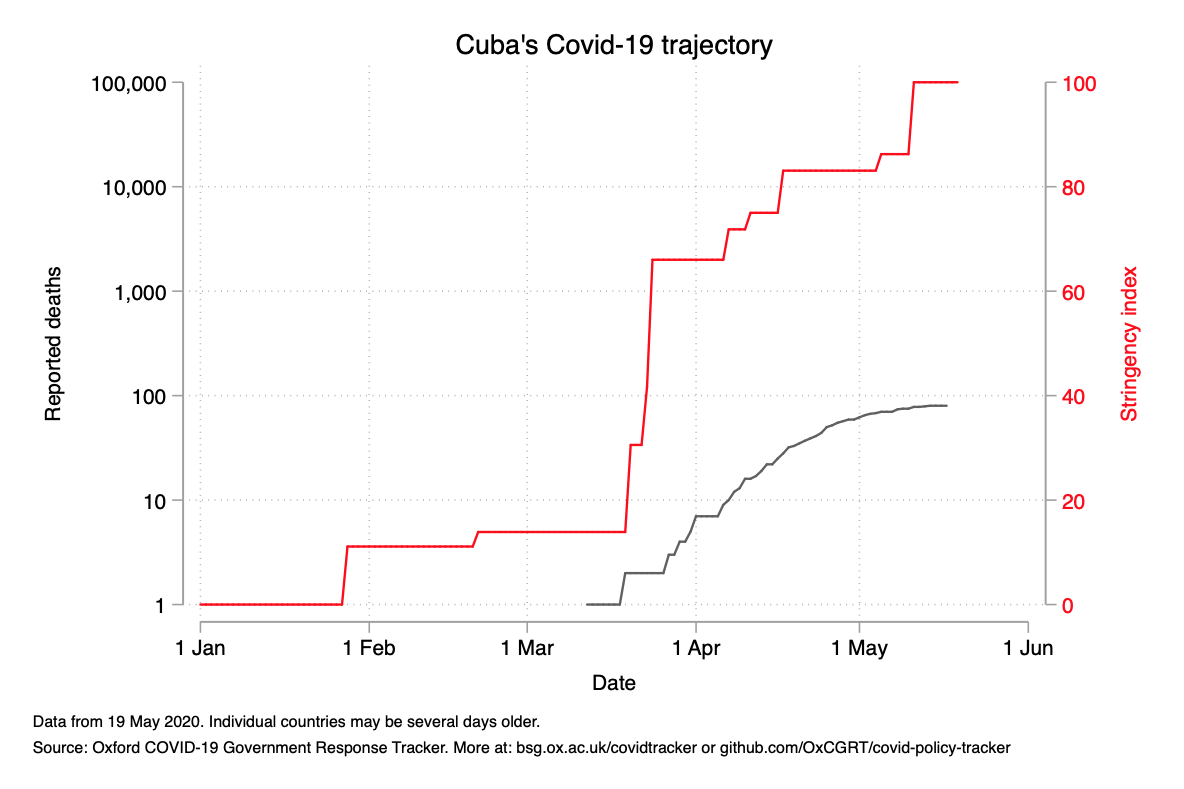 Cuba's Covid-19 trajectory
100,000
10,000
1,000
100
10
1
Reported deaths
100
80
60
40
20
0
Stringency index
1 Jan
1 Feb
1 Mar
1 Apr
1 May
1 Jun
Date
Data from 19 May 2020. Individual countries may be several days older.
Source: Oxford COVID-19 Government Response Tracker. More at: bsg.ox.ac.uk/covidtracker or github.com/OxCGRT/covid-policy-tracker